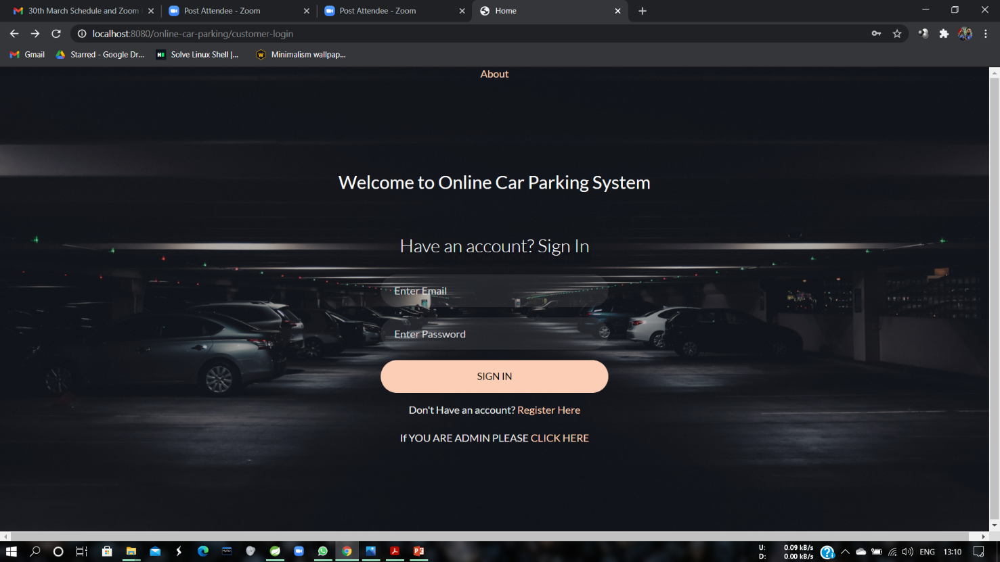 30th March Schedule and Zoom
Post Attendee - Zoom
Post Attendee - Zoom
Home
localhost:8080/online-car-parking/customer-login
Gmail
Starred - Google Dr...
Solve Linux Shell |...
Minimalism wallpap...
About
Welcome to Online Car Parking System
Have an account? Sign In
Enter Email
Enter Password
SIGN IN
Don't Have an account? Register Here
If YOU ARE ADMIN PLEASE CLICK HERE
U: 0.09 kB/s
D: 0.00 kB/s
ENG
13:10